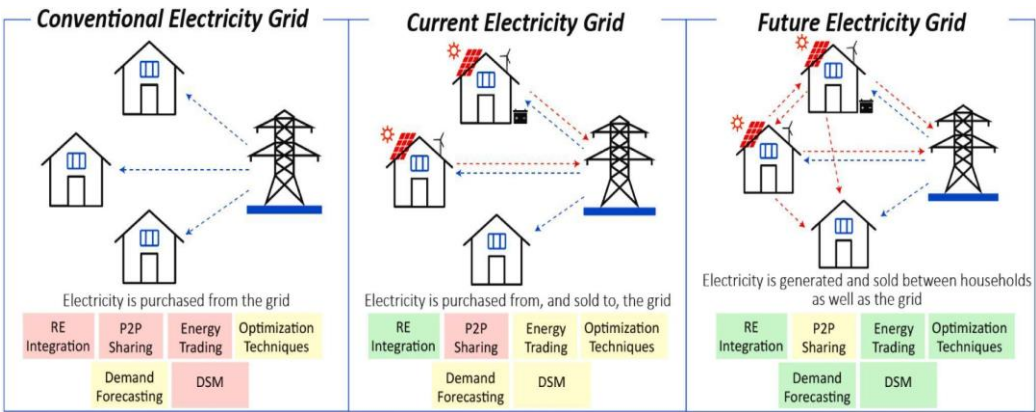 Conventional Electricity Grid
Electricity is purchased from the grid
RE
Integration
P2P
Sharing
Energy
Trading
Optimization
Techniques
Demand
Forecasting
DSM
Current Electricity Grid
Electricity is purchased from, and sold to, the grid
RE
Integration
P2P
Sharing
Energy
Trading
Optimization
Techniques
Demand
Forecasting
DSM
Future Electricity Grid
Electricity is generated and sold between households
as well as the grid
RE
Integration
P2P
Sharing
Energy
Trading
Optimization
Techniques
Demand
Forecasting
DSM